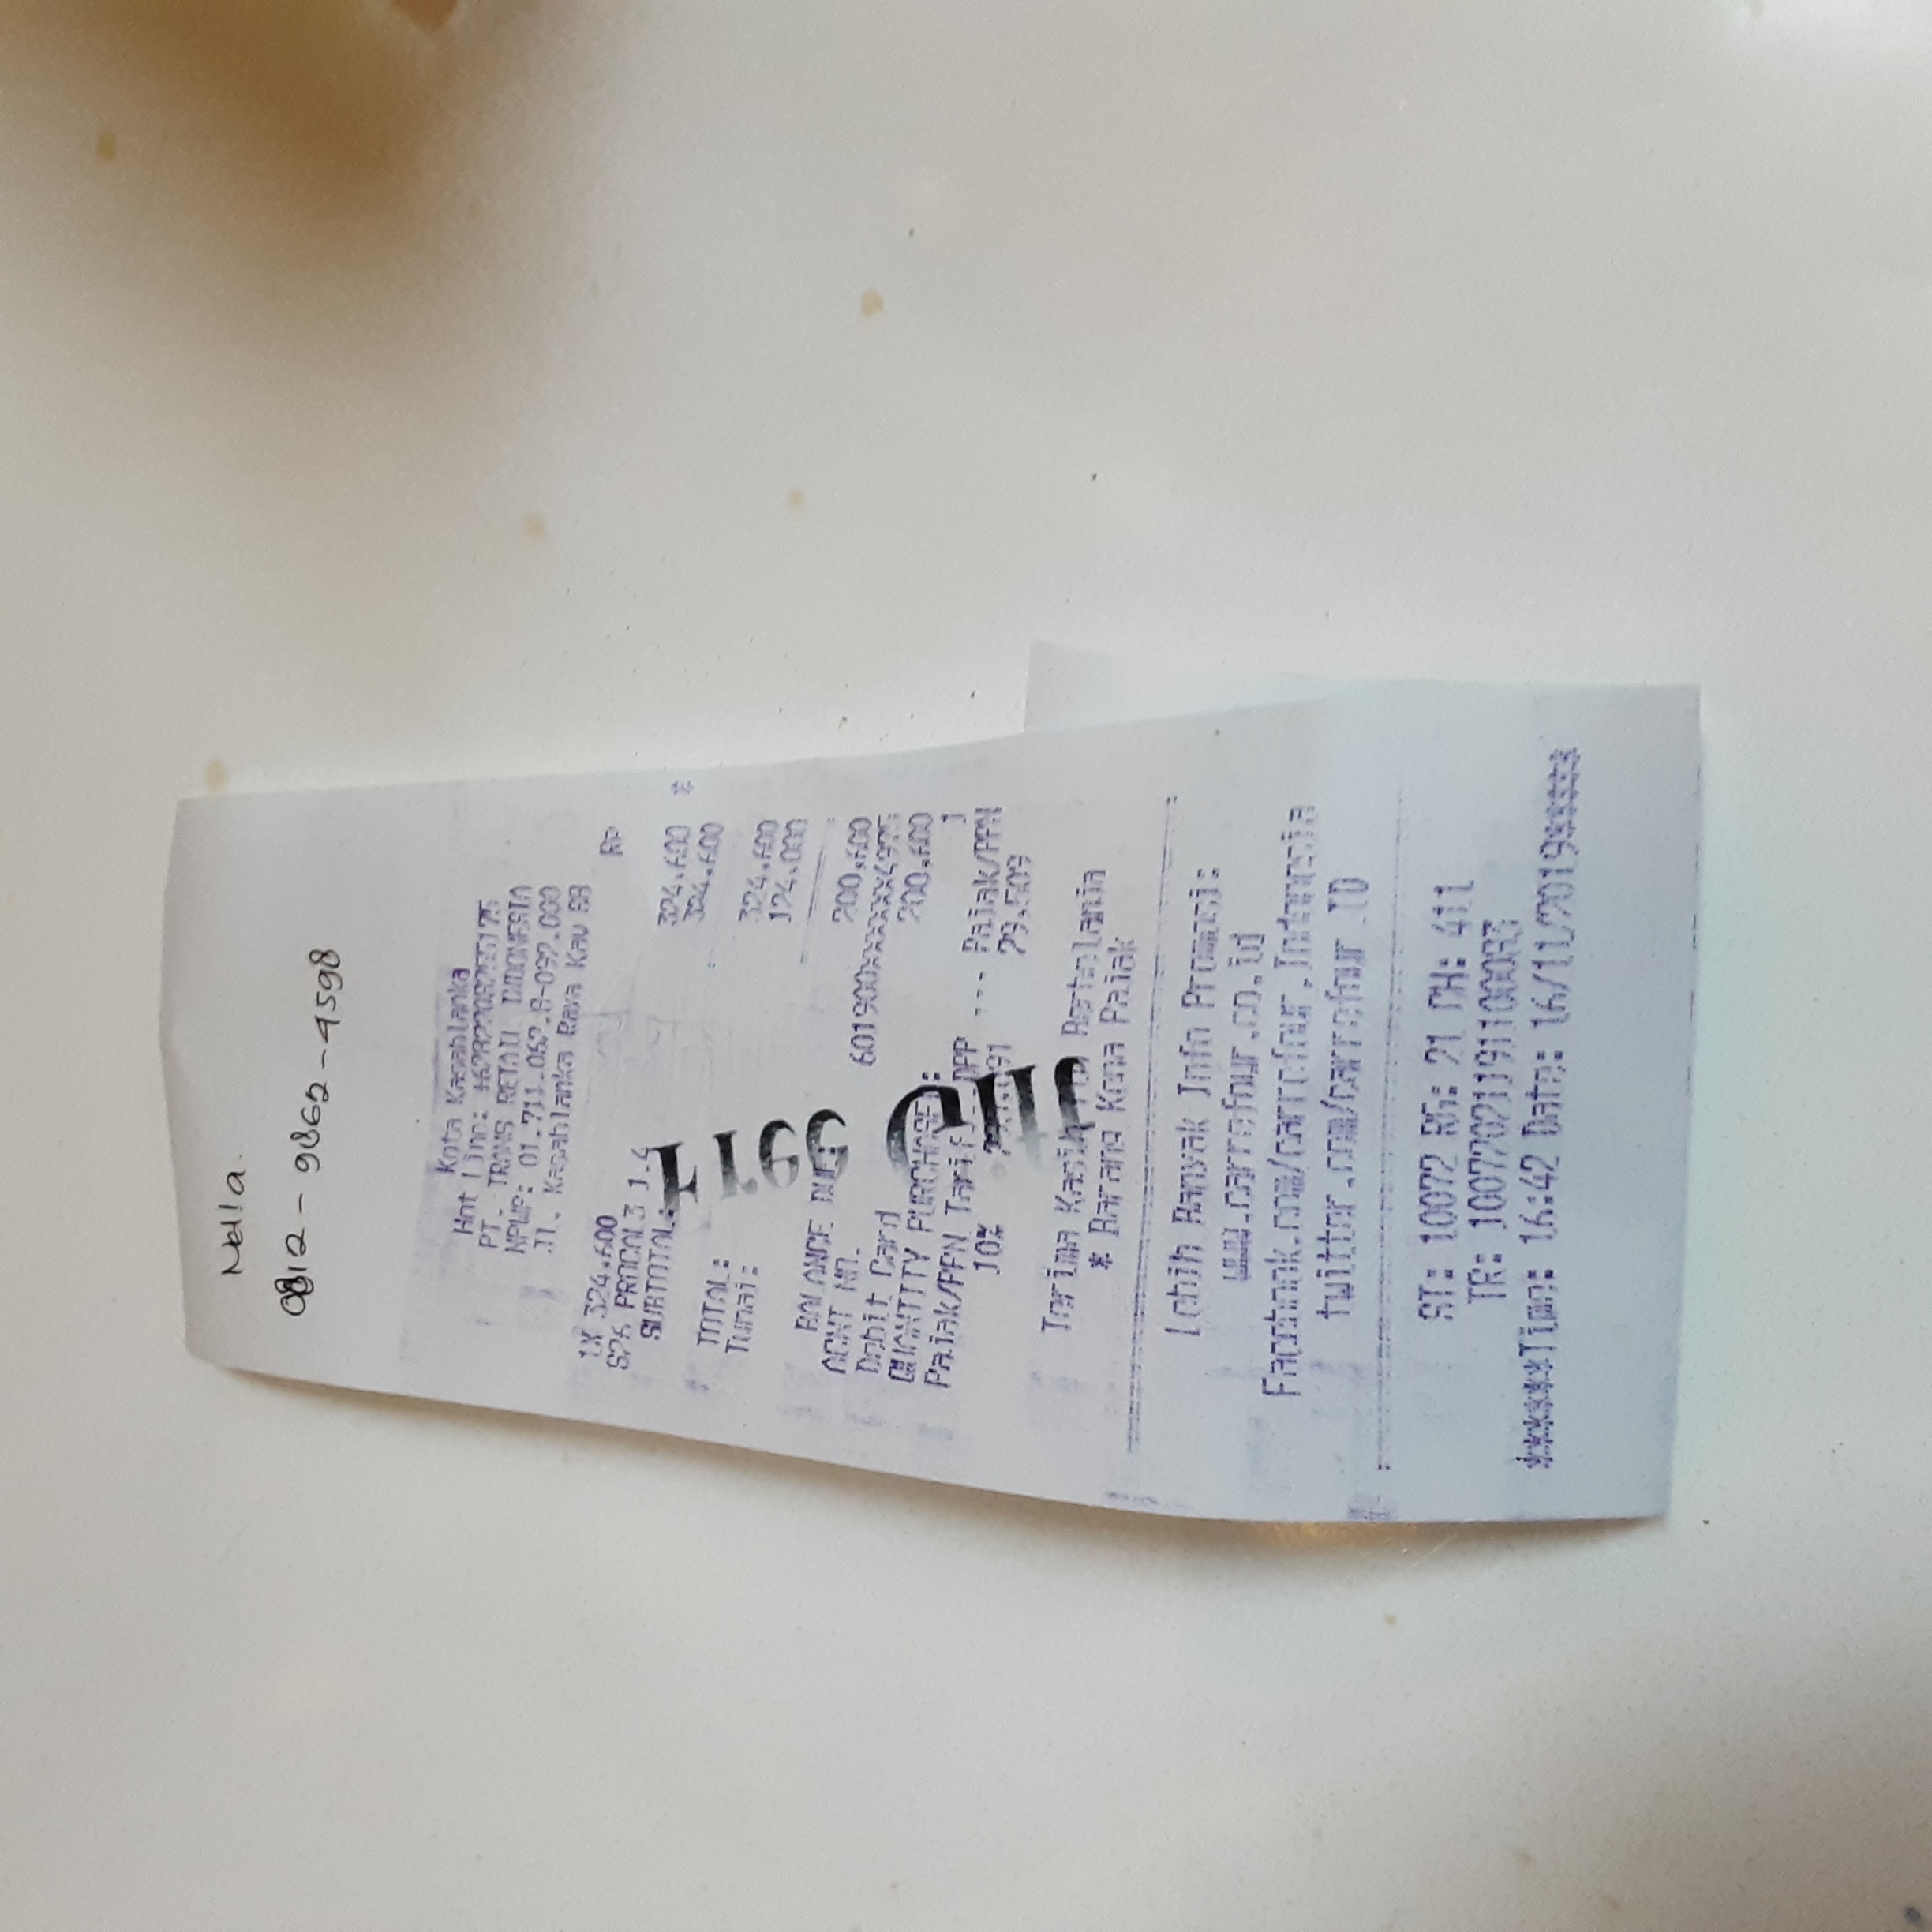 Nella.
0812 - 9862 - 4598
Kota Kasablanka
Hot Line: +6282208255175
PT. TRANS RETAIL INDONESIA
NPWP: 01.711.062.8-092.000
Jl. Kasablanka Raya Kav 88
RP
1X 324.600
S26 PROCAL3 1.4 324.600 *
SUBTOTAL: 324.600
TOTAL: 324.600
Tunai: 124.000
BALANCE DUE: 200.600
ACNT NO. 601900xxxxxx4975
Debit Card 200.600
QUANTITY PURCHASED: 1
Pajak/PPN Tarif...DPP --- Pajak/PPN
10% 295.091 29.509
Terima Kasih Berbelanja
* Barang Kena Pajak
Lebih Banyak Info Promosi:
www.carrefour.co.id
Facebook.com/carrefour.Indonesia
twitter.com/carrefour_ID
ST: 10072 RG: 21 CH: 411
TR: 10072021191100083
******Time: 16:42 Date: 16/11/2019*****